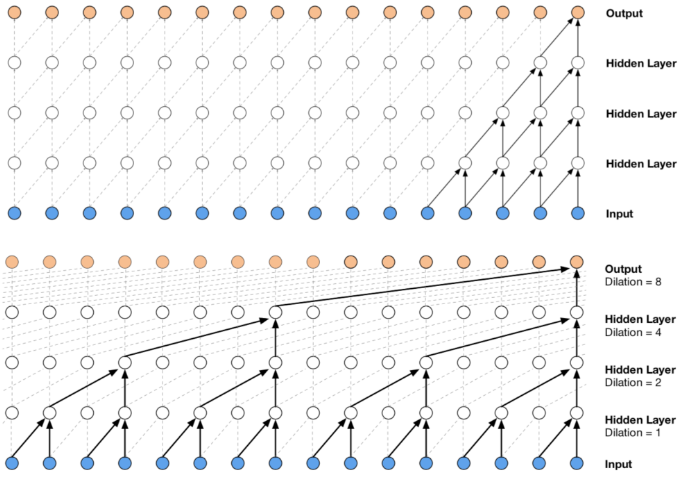 Output
Hidden Layer
Hidden Layer
Hidden Layer
Input
Output
Dilation = 8
Hidden Layer
Dilation = 4
Hidden Layer
Dilation = 2
Hidden Layer
Dilation = 1
Input